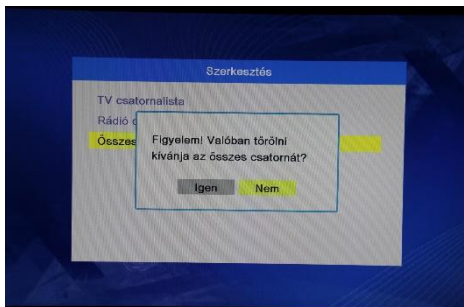 Szerkesztés
TV csatornalista
Rádió
Összes
Figyelem! Valóban törölni
kívánja az összes csatornát?
Igen
Nem